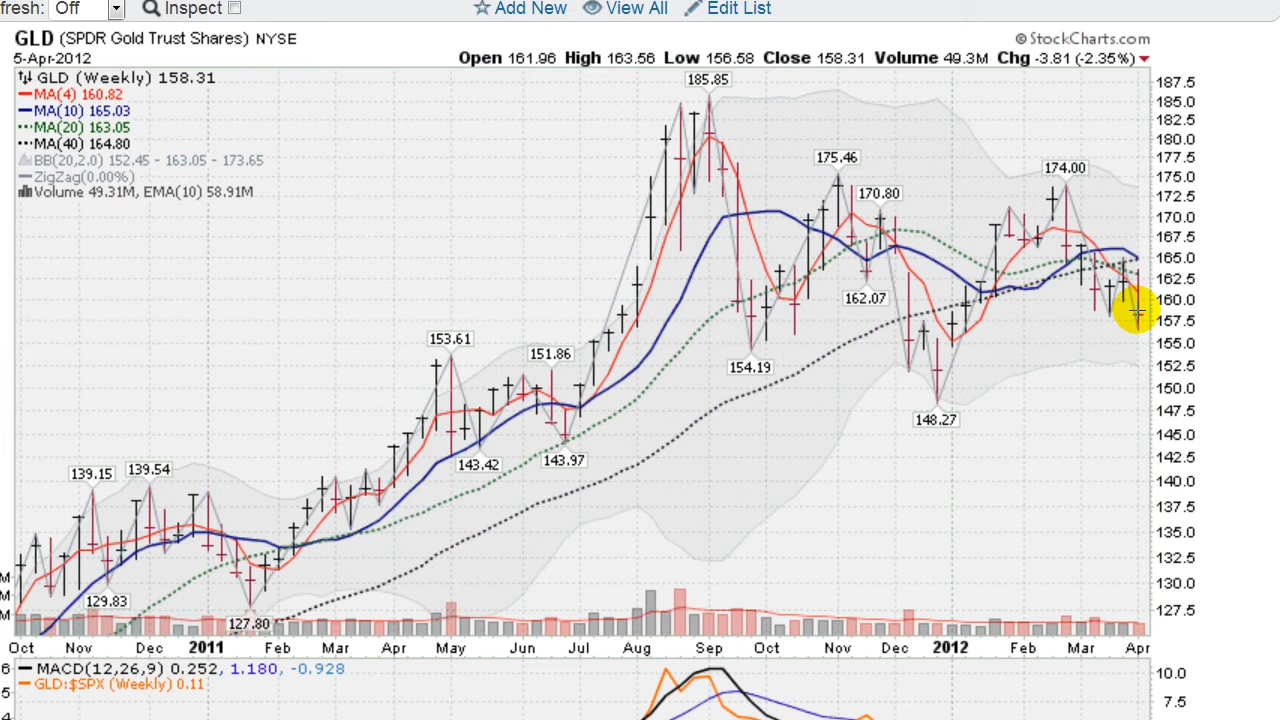 fresh: Off Inspect Add New View All Edit List
GLD (SPDR Gold Trust Shares) NYSE © StockCharts.com
5-Apr-2012 Open 161.96 High 163.56 Low 156.58 Close 158.31 Volume 49.3M Chg -3.81 (-2.35%)
GLD (Weekly) 158.31
MA(4) 160.82
MA(10) 165.03
MA(20) 163.05
MA(40) 164.80
BB(20,2.0) 152.45 - 163.05 - 173.65
ZigZag(0.00%)
Volume 49.31M, EMA(10) 58.91M
185.85
175.46
174.00
170.80
162.07
154.19
153.61
151.86
148.27
143.42
143.97
139.15
139.54
129.83
127.80
187.5
185.0
182.5
180.0
177.5
175.0
172.5
170.0
167.5
165.0
162.5
160.0
157.5
155.0
152.5
150.0
147.5
145.0
142.5
140.0
137.5
135.0
132.5
130.0
127.5
M
M
M
Oct Nov Dec 2011 Feb Mar Apr May Jun Jul Aug Sep Oct Nov Dec 2012 Feb Mar Apr
MACD(12,26,9) 0.252, 1.180, -0.928
GLD:$SPX (Weekly) 0.11
6
5
4
10.0
7.5